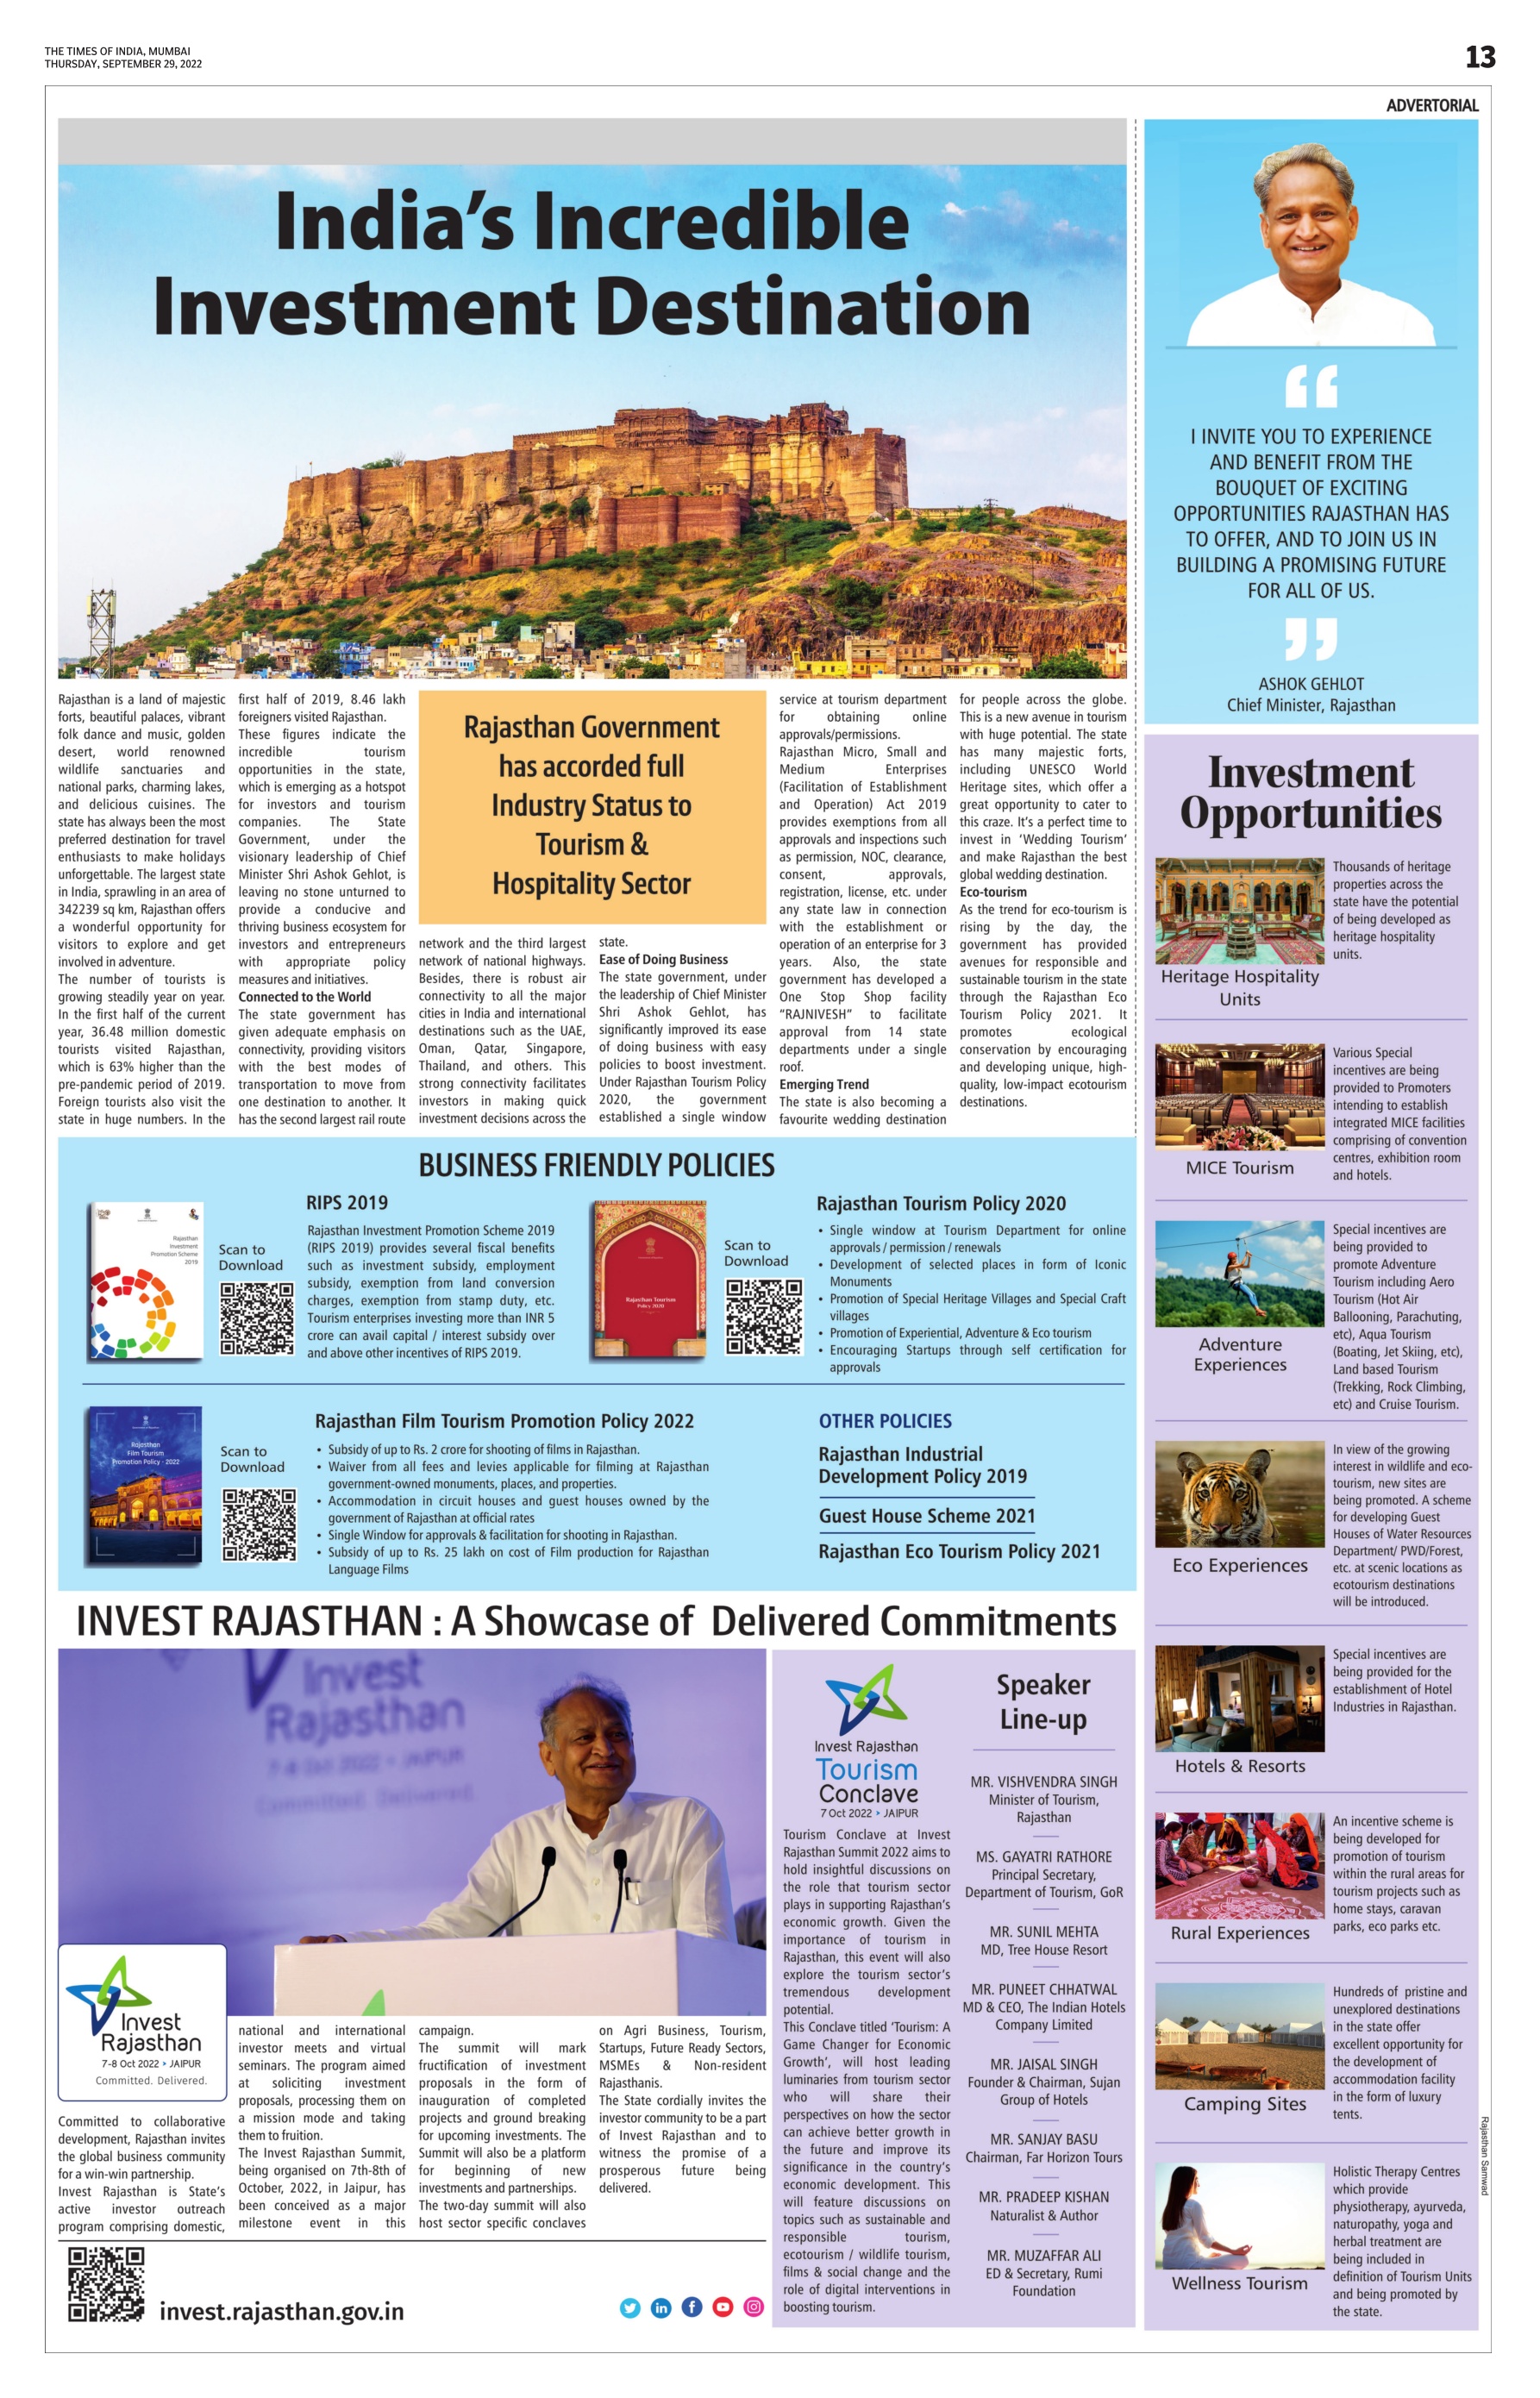 THE TIMES OF INDIA, MUMBAI
THURSDAY, SEPTEMBER 29, 2022
13
ADVERTORIAL
India's Incredible
Investment Destination
Rajasthan is a land of majestic
forts, beautiful palaces, vibrant
folk dance and music, golden
desert, world renowned
wildlife sanctuaries and
national parks, charming lakes,
and delicious cuisines. The
state has always been the most
preferred destination for travel
enthusiasts to make holidays
unforgettable. The largest state
in India, sprawling in an area of
342239 sq km, Rajasthan offers
a wonderful opportunity for
visitors to explore and get
involved in adventure.
The number of tourists is
growing steadily year on year.
In the first half of the current
year, 36.48 million domestic
tourists visited Rajasthan,
which is 63% higher than the
pre-pandemic period of 2019.
Foreign tourists also visit the
state in huge numbers. In the
first half of 2019, 8.46 lakh
foreigners visited Rajasthan.
These figures indicate the
incredible tourism
opportunities in the state,
which is emerging as a hotspot
for investors and tourism
companies. The State
Government, under the
visionary leadership of Chief
Minister Shri Ashok Gehlot, is
leaving no stone unturned to
provide a conducive and
thriving business ecosystem for
investors and entrepreneurs
with appropriate policy
measures and initiatives.
Connected to the World
The state government has
given adequate emphasis on
connectivity, providing visitors
with the best modes of
transportation to move from
one destination to another. It
has the second largest rail route
Rajasthan Government
has accorded full
Industry Status to
Tourism &
Hospitality Sector
network and the third largest
network of national highways.
Besides, there is robust air
connectivity to all the major
cities in India and international
destinations such as the UAE,
Oman, Qatar, Singapore,
Thailand, and others. This
strong connectivity facilitates
investors in making quick
investment decisions across the
state.
Ease of Doing Business
The state government, under
the leadership of Chief Minister
Shri Ashok Gehlot, has
significantly improved its ease
of doing business with easy
policies to boost investment.
Under Rajasthan Tourism Policy
2020, the government
established a single window
service at tourism department
for obtaining online
approvals/permissions.
Rajasthan Micro, Small and
Medium Enterprises
(Facilitation of Establishment
and Operation) Act 2019
provides exemptions from all
approvals and inspections such
as permission, NOC, clearance,
consent, approvals,
registration, license, etc. under
any state law in connection
with the establishment or
operation of an enterprise for 3
years. Also, the state
government has developed a
One Stop Shop facility
“RAJNIVESH” to facilitate
approval from 14 state
departments under a single
roof.
Emerging Trend
The state is also becoming a
favourite wedding destination
for people across the globe.
This is a new avenue in tourism
with huge potential. The state
has many majestic forts,
including UNESCO World
Heritage sites, which offer a
great opportunity to cater to
this craze. It's a perfect time to
invest in 'Wedding Tourism'
and make Rajasthan the best
global wedding destination.
Eco-tourism
As the trend for eco-tourism is
rising by the day, the
government has provided
avenues for responsible and
sustainable tourism in the state
through the Rajasthan Eco
Tourism Policy 2021. It
promotes ecological
conservation by encouraging
and developing unique, high-
quality, low-impact ecotourism
destinations.
“
I INVITE YOU TO EXPERIENCE
AND BENEFIT FROM THE
BOUQUET OF EXCITING
OPPORTUNITIES RAJASTHAN HAS
TO OFFER, AND TO JOIN US IN
BUILDING A PROMISING FUTURE
FOR ALL OF US.
”
ASHOK GEHLOT
Chief Minister, Rajasthan
BUSINESS FRIENDLY POLICIES
Rajasthan
Investment
Promotion Scheme
2019
Scan to
Download
RIPS 2019
Rajasthan Investment Promotion Scheme 2019
(RIPS 2019) provides several fiscal benefits
such as investment subsidy, employment
subsidy, exemption from land conversion
charges, exemption from stamp duty, etc.
Tourism enterprises investing more than INR 5
crore can avail capital / interest subsidy over
and above other incentives of RIPS 2019.
Rajasthan Tourism
Policy 2020
Scan to
Download
Rajasthan Tourism Policy 2020
• Single window at Tourism Department for online
approvals / permission / renewals
• Development of selected places in form of Iconic
Monuments
• Promotion of Special Heritage Villages and Special Craft
villages
• Promotion of Experiential, Adventure & Eco tourism
• Encouraging Startups through self certification for
approvals
Rajasthan
Film Tourism
Promotion Policy - 2022
Scan to
Download
Rajasthan Film Tourism Promotion Policy 2022
• Subsidy of up to Rs. 2 crore for shooting of films in Rajasthan.
• Waiver from all fees and levies applicable for filming at Rajasthan
government-owned monuments, places, and properties.
• Accommodation in circuit houses and guest houses owned by the
government of Rajasthan at official rates
• Single Window for approvals & facilitation for shooting in Rajasthan.
• Subsidy of up to Rs. 25 lakh on cost of Film production for Rajasthan
Language Films
OTHER POLICIES
Rajasthan Industrial
Development Policy 2019
Guest House Scheme 2021
Rajasthan Eco Tourism Policy 2021
INVEST RAJASTHAN : A Showcase of Delivered Commitments
Invest
Rajasthan
7-8 Oct 2022 • JAIPUR
Committed. Delivered.
Invest
Rajasthan
7-8 Oct 2022 ▸ JAIPUR
Committed. Delivered.
Committed to collaborative
development, Rajasthan invites
the global business community
for a win-win partnership.
Invest Rajasthan is State's
active investor outreach
program comprising domestic,
national and international
investor meets and virtual
seminars. The program aimed
at soliciting investment
proposals, processing them on
a mission mode and taking
them to fruition.
The Invest Rajasthan Summit,
being organised on 7th-8th of
October, 2022, in Jaipur, has
been conceived as a major
milestone event in this
campaign.
The summit will mark
fructification of investment
proposals in the form of
inauguration of completed
projects and ground breaking
for upcoming investments. The
Summit will also be a platform
for beginning of new
investments and partnerships.
The two-day summit will also
host sector specific conclaves
on Agri Business, Tourism,
Startups, Future Ready Sectors,
MSMEs & Non-resident
Rajasthanis.
The State cordially invites the
investor community to be a part
of Invest Rajasthan and to
witness the promise of a
prosperous future being
delivered.
invest.rajasthan.gov.in
Invest Rajasthan
Tourism
Conclave
7 Oct 2022 ▸ JAIPUR
Tourism Conclave at Invest
Rajasthan Summit 2022 aims to
hold insightful discussions on
the role that tourism sector
plays in supporting Rajasthan's
economic growth. Given the
importance of tourism in
Rajasthan, this event will also
explore the tourism sector's
tremendous development
potential.
This Conclave titled 'Tourism: A
Game Changer for Economic
Growth', will host leading
luminaries from tourism sector
who will share their
perspectives on how the sector
can achieve better growth in
the future and improve its
significance in the country's
economic development. This
will feature discussions on
topics such as sustainable and
responsible tourism,
ecotourism / wildlife tourism,
films & social change and the
role of digital interventions in
boosting tourism.
Speaker
Line-up
MR. VISHVENDRA SINGH
Minister of Tourism,
Rajasthan
MS. GAYATRI RATHORE
Principal Secretary,
Department of Tourism, GoR
MR. SUNIL MEHTA
MD, Tree House Resort
MR. PUNEET CHHATWAL
MD & CEO, The Indian Hotels
Company Limited
MR. JAISAL SINGH
Founder & Chairman, Sujan
Group of Hotels
MR. SANJAY BASU
Chairman, Far Horizon Tours
MR. PRADEEP KISHAN
Naturalist & Author
MR. MUZAFFAR ALI
ED & Secretary, Rumi
Foundation
Investment
Opportunities
Heritage Hospitality
Units
Thousands of heritage
properties across the
state have the potential
of being developed as
heritage hospitality
units.
MICE Tourism
Various Special
incentives are being
provided to Promoters
intending to establish
integrated MICE facilities
comprising of convention
centres, exhibition room
and hotels.
Adventure
Experiences
Special incentives are
being provided to
promote Adventure
Tourism including Aero
Tourism (Hot Air
Ballooning, Parachuting,
etc), Aqua Tourism
(Boating, Jet Skiing, etc),
Land based Tourism
(Trekking, Rock Climbing,
etc) and Cruise Tourism.
Eco Experiences
In view of the growing
interest in wildlife and eco-
tourism, new sites are
being promoted. A scheme
for developing Guest
Houses of Water Resources
Department/ PWD/Forest,
etc. at scenic locations as
ecotourism destinations
will be introduced.
Hotels & Resorts
Special incentives are
being provided for the
establishment of Hotel
Industries in Rajasthan.
Rural Experiences
An incentive scheme is
being developed for
promotion of tourism
within the rural areas for
tourism projects such as
home stays, caravan
parks, eco parks etc.
Camping Sites
Hundreds of pristine and
unexplored destinations
in the state offer
excellent opportunity for
the development of
accommodation facility
in the form of luxury
tents.
Wellness Tourism
Holistic Therapy Centres
which provide
physiotherapy, ayurveda,
naturopathy, yoga and
herbal treatment are
being included in
definition of Tourism Units
and being promoted by
the state.
Rajasthan Samwad